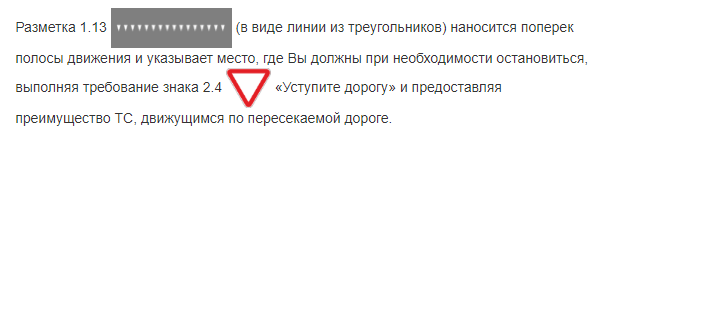 Разметка 1.13 (в виде линии из треугольников) наносится поперек
полосы движения и указывает место, где Вы должны при необходимости остановиться,
выполняя требование знака 2.4 «Уступите дорогу» и предоставляя
преимущество ТС, движущимся по пересекаемой дороге.